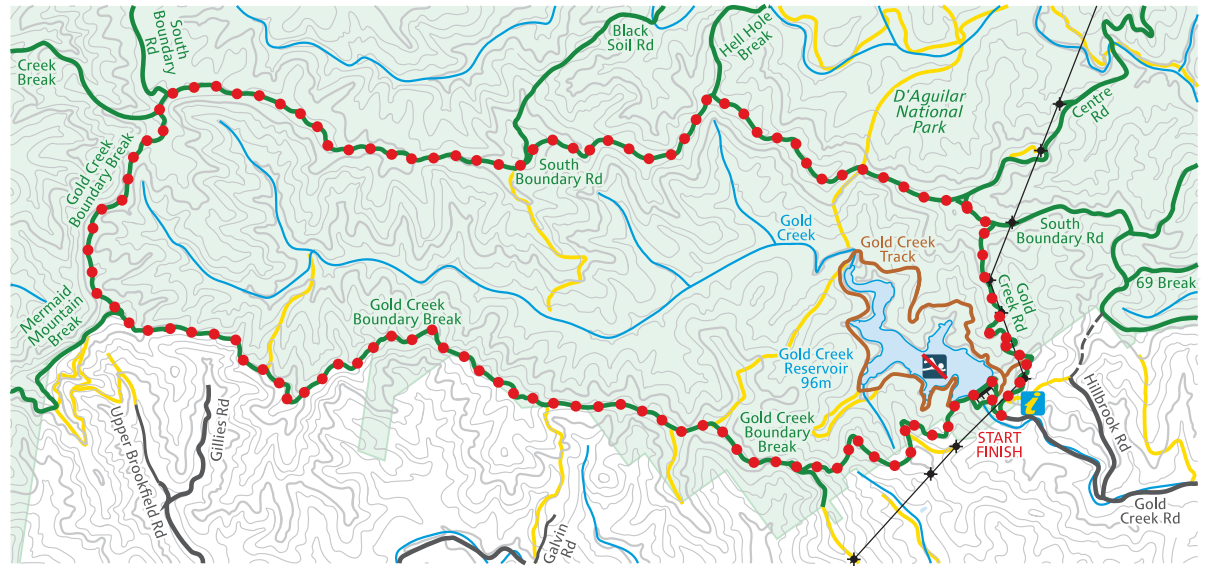 South
Boundary
Rd
Creek
Break
Black
Soil Rd
Hell Hole
Break
D'Aguilar
National
Park
Centre
Rd
Gold Creek
Boundary Break
South
Boundary Rd
Gold
Creek
Gold Creek
Track
South
Boundary Rd
69 Break
Gold
Creek Rd
Mermaid
Mountain
Break
Gold Creek
Boundary Break
Gold Creek
Reservoir
96m
i
Hillbrook Rd
Upper Brookfield Rd
Gillies Rd
Gold Creek
Boundary
Break
START
FINISH
Galvin
Rd
Gold
Creek Rd